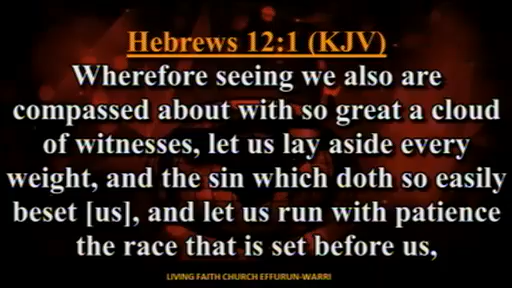 Hebrews 12:1 (KJV)
Wherefore seeing we also are
compassed about with so great a cloud
of witnesses, let us lay aside every
weight, and the sin which doth so easily
beset [us], and let us run with patience
the race that is set before us,
LIVING FAITH CHURCH EFFURUN-WARRI